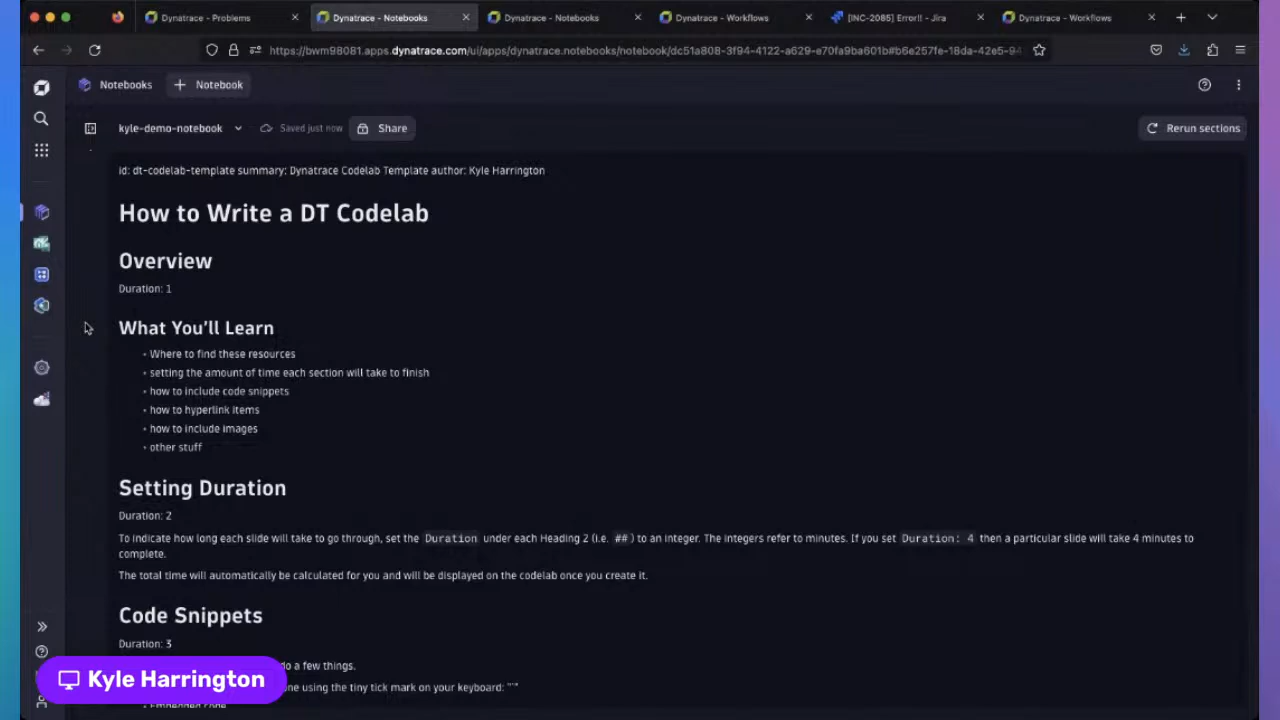 Dynatrace - Problems
Dynatrace - Notebooks
Dynatrace - Notebooks
Dynatrace - Workflows
[INC-2085] Error!! - Jira
Dynatrace - Workflows
https://bwm98081.apps.dynatrace.com/ui/apps/dynatrace.notebooks/notebook/dc51a808-3f94-4122-a629-e70fa9ba601b#b6e257fe-18da-42e5-94
Notebooks
Notebook
kyle-demo-notebook
Saved just now
Share
Rerun sections
id: dt-codelab-template summary: Dynatrace Codelab Template author: Kyle Harrington
How to Write a DT Codelab
Overview
Duration: 1
What You'll Learn
• Where to find these resources
• setting the amount of time each section will take to finish
• how to include code snippets
• how to hyperlink items
• how to include images
• other stuff
Setting Duration
Duration: 2
To indicate how long each slide will take to go through, set the Duration under each Heading 2 (i.e. ##) to an integer. The integers refer to minutes. If you set Duration: 4 then a particular slide will take 4 minutes to
complete.
The total time will automatically be calculated for you and will be displayed on the codelab once you create it.
Code Snippets
Duration: 3
do a few things.
one using the tiny tick mark on your keyboard: "`"
• Embedded code
Kyle Harrington